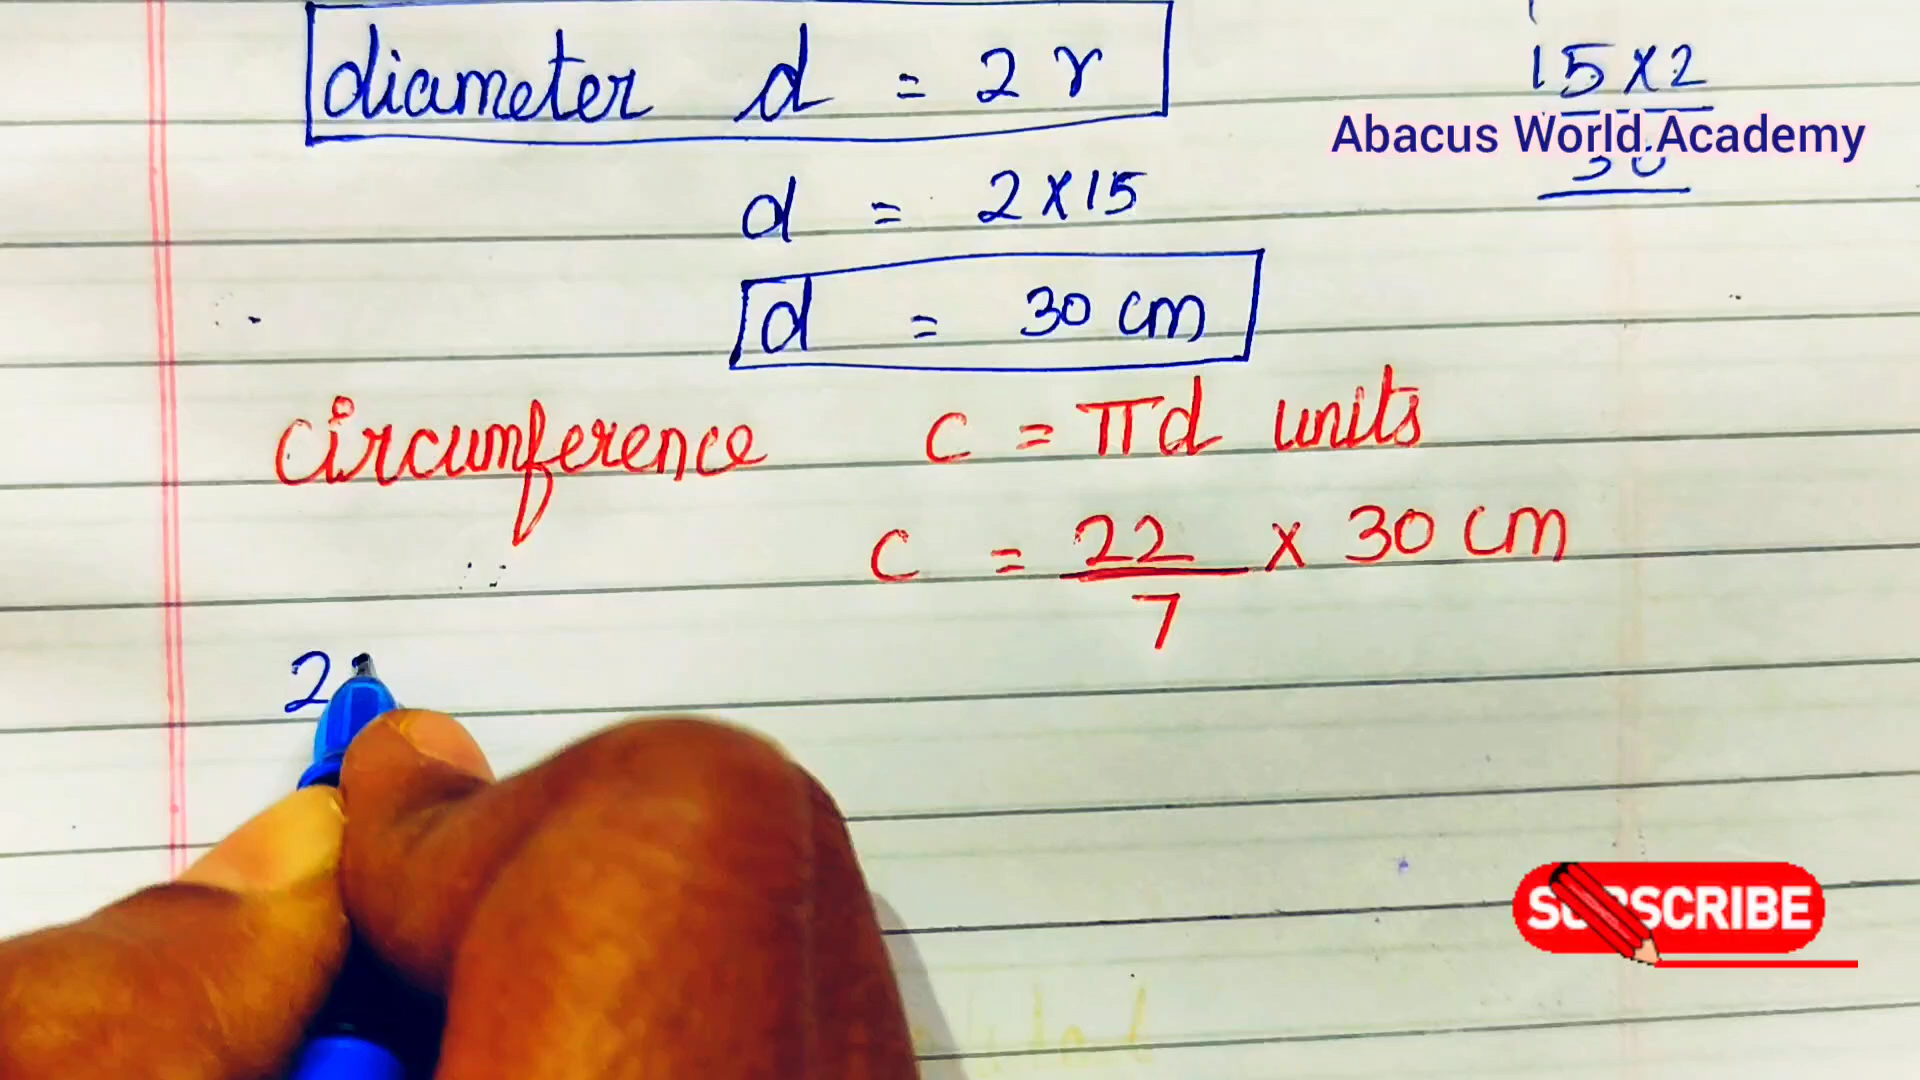 diameter d = 2 r
15 x 2
Abacus World Academy
30
d = 2 x 15
d = 30 cm
circumference c = πd units
c = 22/7 x 30 cm
2
SUBSCRIBE